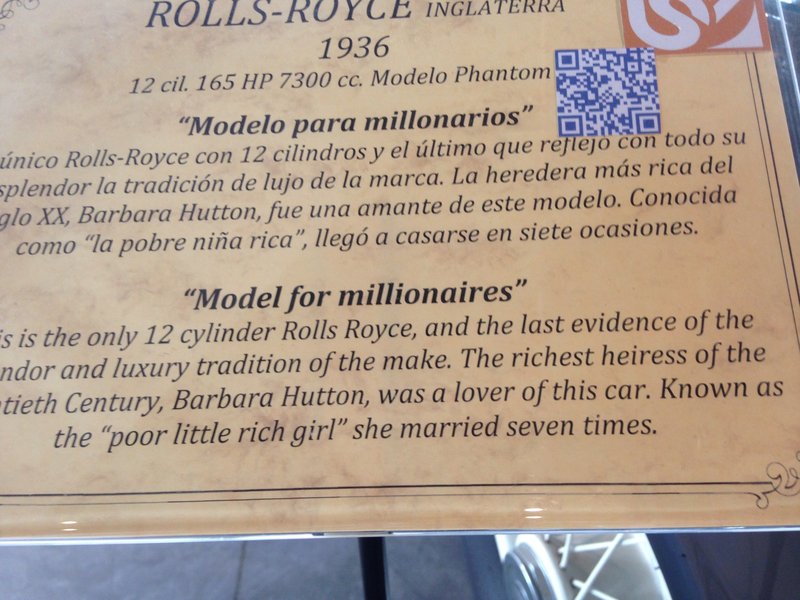 ROLLS-ROYCE INGLATERRA
1936
12 cil. 165 HP 7300 cc. Modelo Phantom
"Modelo para millonarios"
único Rolls-Royce con 12 cilindros y el último que reflejo con todo su
splendor la tradición de lujo de la marca. La heredera más rica del
glo XX, Barbara Hutton, fue una amante de este modelo. Conocida
como "la pobre niña rica", llegó a casarse en siete ocasiones.
"Model for millionaires"
is is the only 12 cylinder Rolls Royce, and the last evidence of the
ndor and luxury tradition of the make. The richest heiress of the
ntieth Century, Barbara Hutton, was a lover of this car. Known as
the "poor little rich girl" she married seven times.